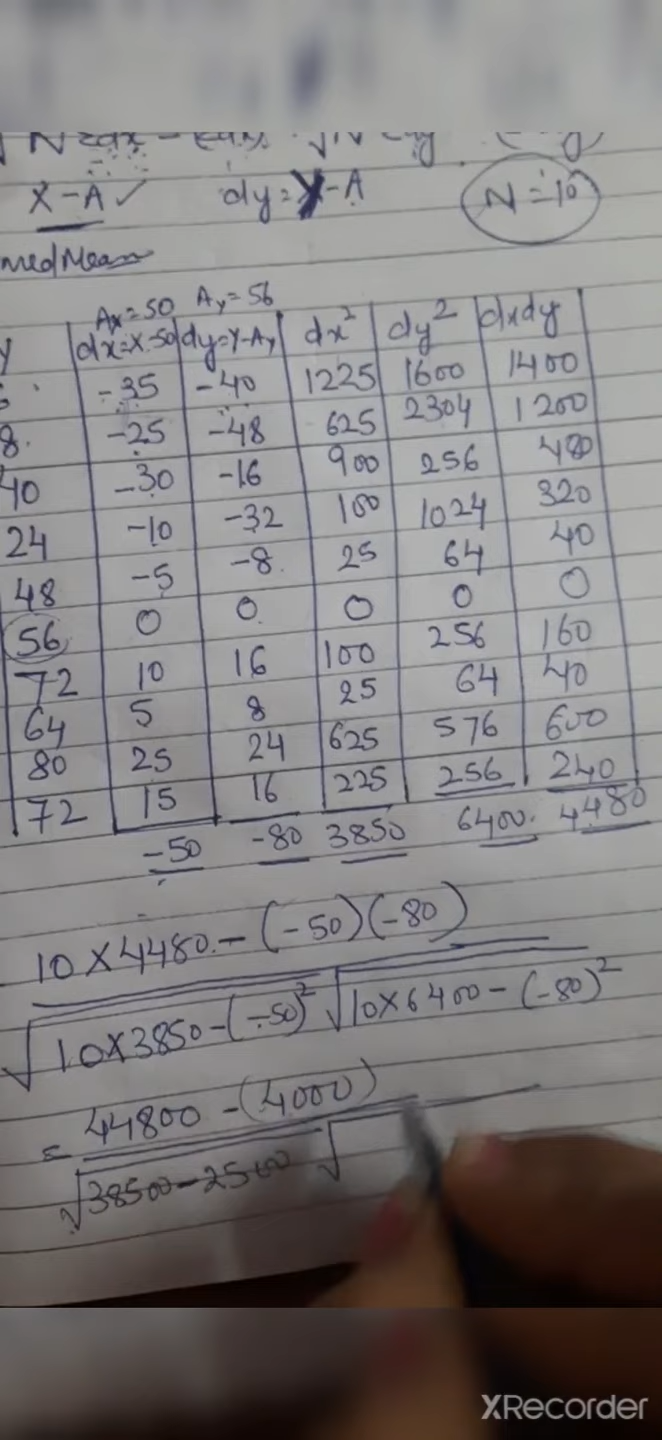 X-A ✓ dy=Y-A N=10
med Mean
Ax=50 Ay=56
y dx=X-50 dy=Y-Ay dx² dy² dxdy
-35 -40 1225 1600 1400
8. -25 -48 625 2304 1200
40 -30 -16 900 256 480
24 -10 -32 100 1024 320
48 -5 -8 25 64 40
56 0 0 0 0 0
72 10 16 100 256 160
64 5 8 25 64 40
80 25 24 625 576 600
72 15 16 225 256 240
-50 -80 3850 6400. 4480
10×4480-(-50)(-80)
√10×3850-(-50)² √10×6400-(-80)²
= 44800-(4000)
√38500-2500 √
XRecorder